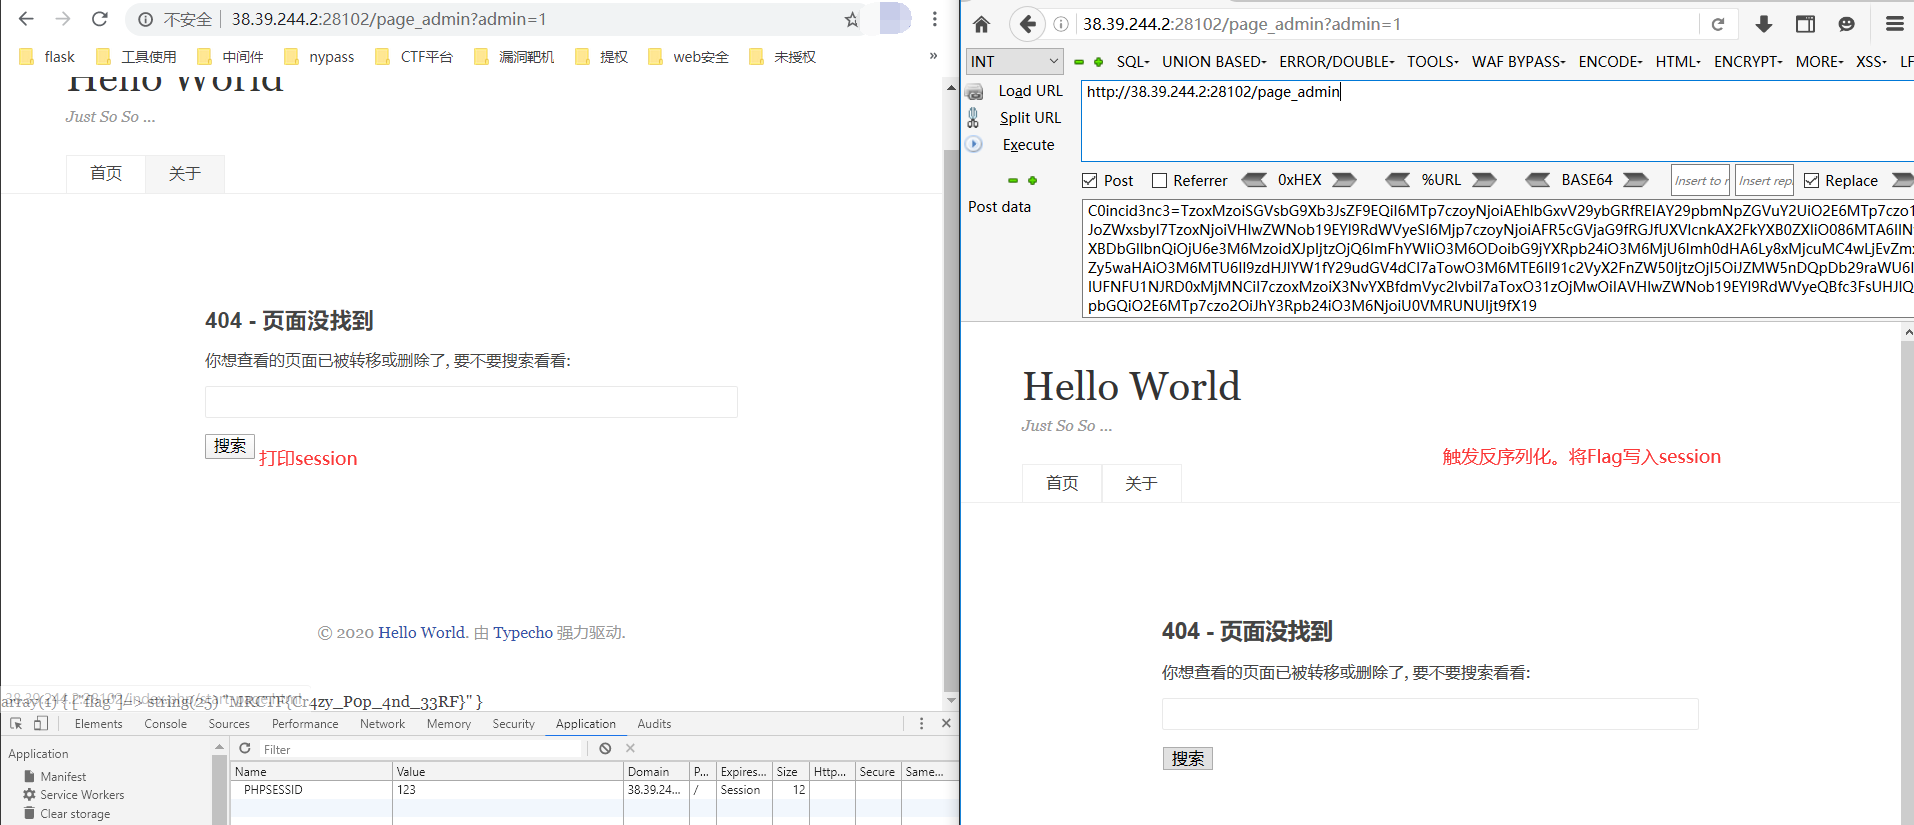 不安全 38.39.244.2:28102/page_admin?admin=1
flask 工具使用 中间件 nypass CTF平台 漏洞靶机 提权 web安全 未授权 »
Hello World
Just So So ...
首页 关于
404 - 页面没找到
你想查看的页面已被转移或删除了, 要不要搜索看看:
搜索
打印session
© 2020 Hello World. 由 Typecho 强力驱动.
array(1) { ["flag"]=> string(25) "MRCTF{Cr4zy_P0p_4nd_33RF}" }
Elements Console Sources Performance Network Memory Security Application Audits
Application
Manifest
Service Workers
Clear storage
Filter
Name Value Domain P... Expires... Size Http... Secure Same...
PHPSESSID 123 38.39.24... / Session 12
38.39.244.2:28102/page_admin?admin=1
INT SQL UNION BASED ERROR/DOUBLE TOOLS WAF BYPASS ENCODE HTML ENCRYPT MORE XSS LF
Load URL
Split URL
Execute
http://38.39.244.2:28102/page_admin
Post Referrer 0xHEX %URL BASE64 Insert to r Insert repl Replace
Post data
Hello World
Just So So ...
触发反序列化。将Flag写入session
首页 关于
404 - 页面没找到
你想查看的页面已被转移或删除了, 要不要搜索看看:
搜索